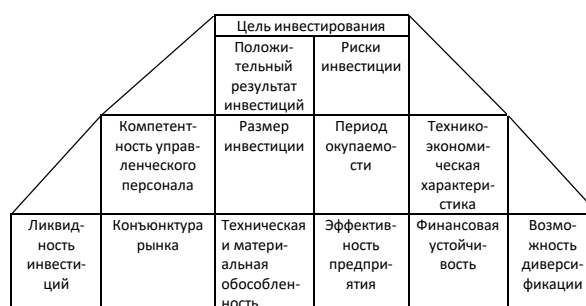 Цель инвестирования
Положи-
тельный
результат
инвестиций
Риски
инвестиции
Компетент-
ность управ-
ленческого
персонала
Размер
инвестиции
Период
окупаемо-
сти
Технико-
экономи-
ческая
характери-
стика
Ликвид-
ность
инвести-
ций
Конъюнктура
рынка
Техническая
и матери-
альная
обособлен-
ность
Эффектив-
ность
предпри-
ятия
Финансовая
устойчи-
вость
Возмо-
жность
диверси-
фикации